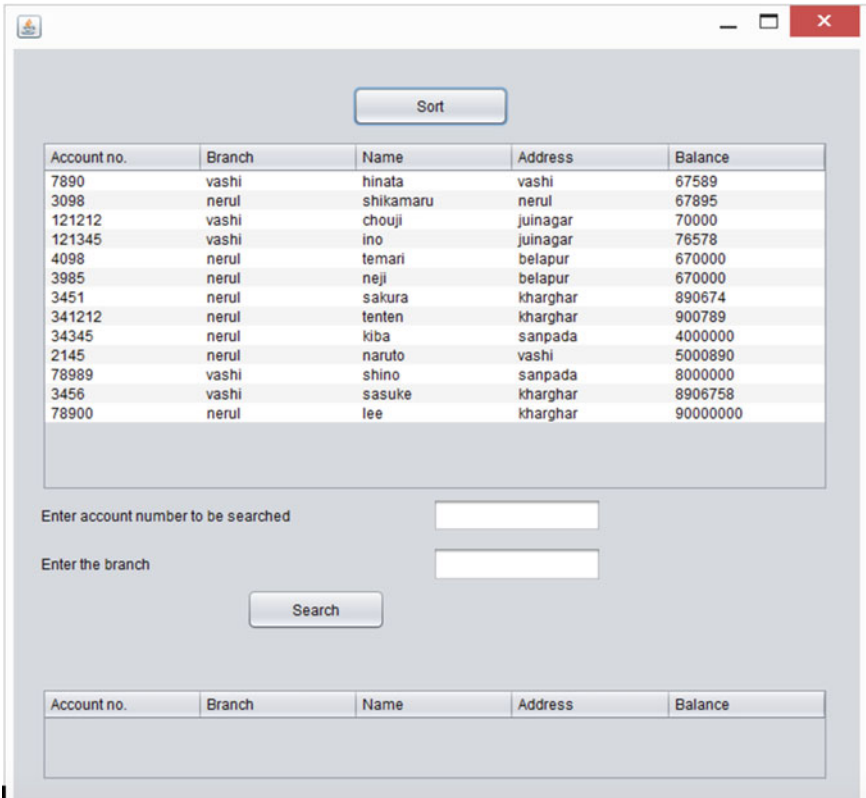 Sort
Account no. Branch Name Address Balance
7890 vashi hinata vashi 67589
3098 nerul shikamaru nerul 67895
121212 vashi chouji juinagar 70000
121345 vashi ino juinagar 76578
4098 nerul temari belapur 670000
3985 nerul neji belapur 670000
3451 nerul sakura kharghar 890674
341212 nerul tenten kharghar 900789
34345 nerul kiba sanpada 4000000
2145 nerul naruto vashi 5000890
78989 vashi shino sanpada 8000000
3456 vashi sasuke kharghar 8906758
78900 nerul lee kharghar 90000000
Enter account number to be searched
Enter the branch
Search
Account no. Branch Name Address Balance